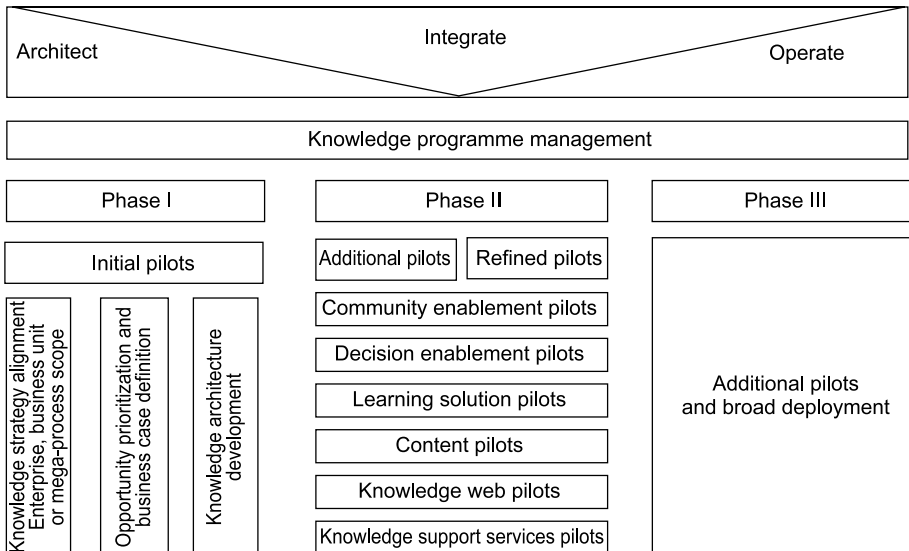 Architect
Integrate
Operate
Knowledge programme management
Phase I
Phase II
Phase III
Initial pilots
Knowledge strategy alignment
Enterprise, business unit
or mega-process scope
Opportunity prioritization and
business case definition
Knowledge architecture
development
Additional pilots
Refined pilots
Community enablement pilots
Decision enablement pilots
Learning solution pilots
Content pilots
Knowledge web pilots
Knowledge support services pilots
Additional pilots
and broad deployment